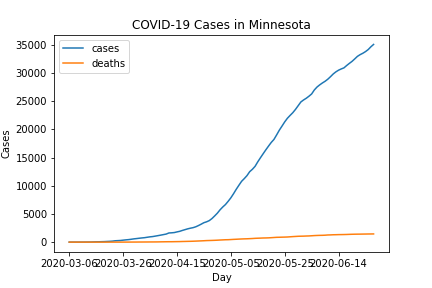 COVID-19 Cases in Minnesota
cases
deaths
35000
30000
25000
20000
15000
10000
5000
0
Cases
2020-03-06 2020-03-26 2020-04-15 2020-05-05 2020-05-25 2020-06-14
Day